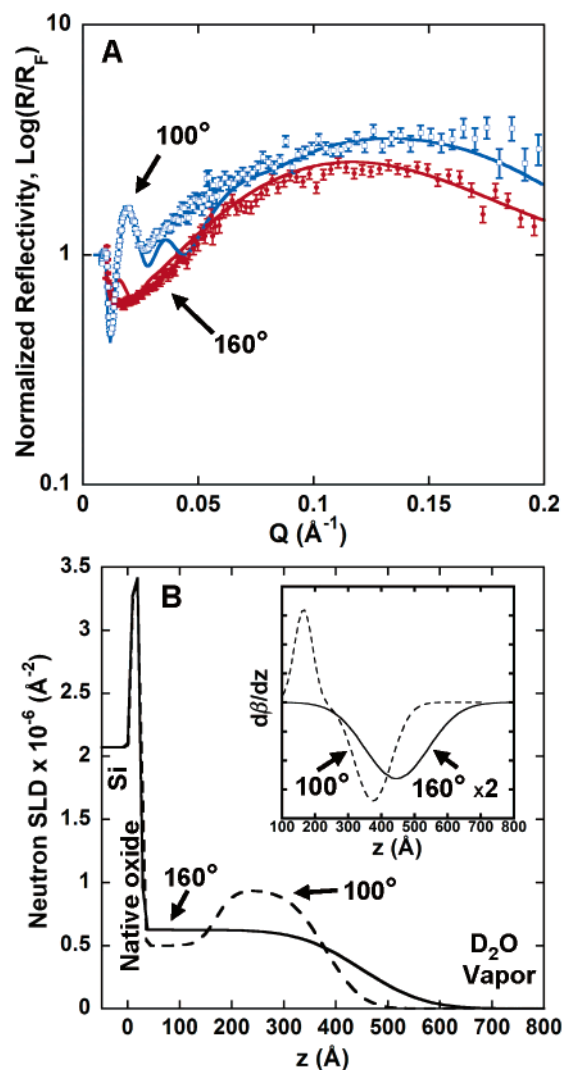 A
10
1
0.1
Normalized Reflectivity, Log(R/R_F)
100°
160°
0 0.05 0.1 0.15 0.2
Q (Å⁻¹)
B
3.5
3
2.5
2
1.5
1
0.5
0
Neutron SLD x 10⁻⁶ (Å⁻²)
Si
Native oxide
160°
100°
D₂O
Vapor
0 100 200 300 400 500 600 700 800
z (Å)
dβ/dz
100°
160° x2
100 200 300 400 500 600 700 800
z (Å)